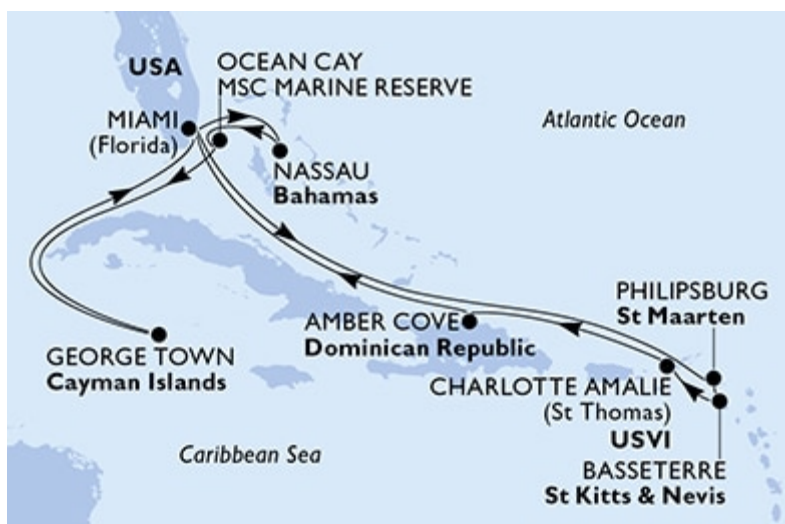 USA
OCEAN CAY
MSC MARINE RESERVE
MIAMI
(Florida)
Atlantic Ocean
NASSAU
Bahamas
PHILIPSBURG
St Maarten
AMBER COVE
Dominican Republic
GEORGE TOWN
Cayman Islands
CHARLOTTE AMALIE
(St Thomas)
USVI
Caribbean Sea
BASSETERRE
St Kitts & Nevis